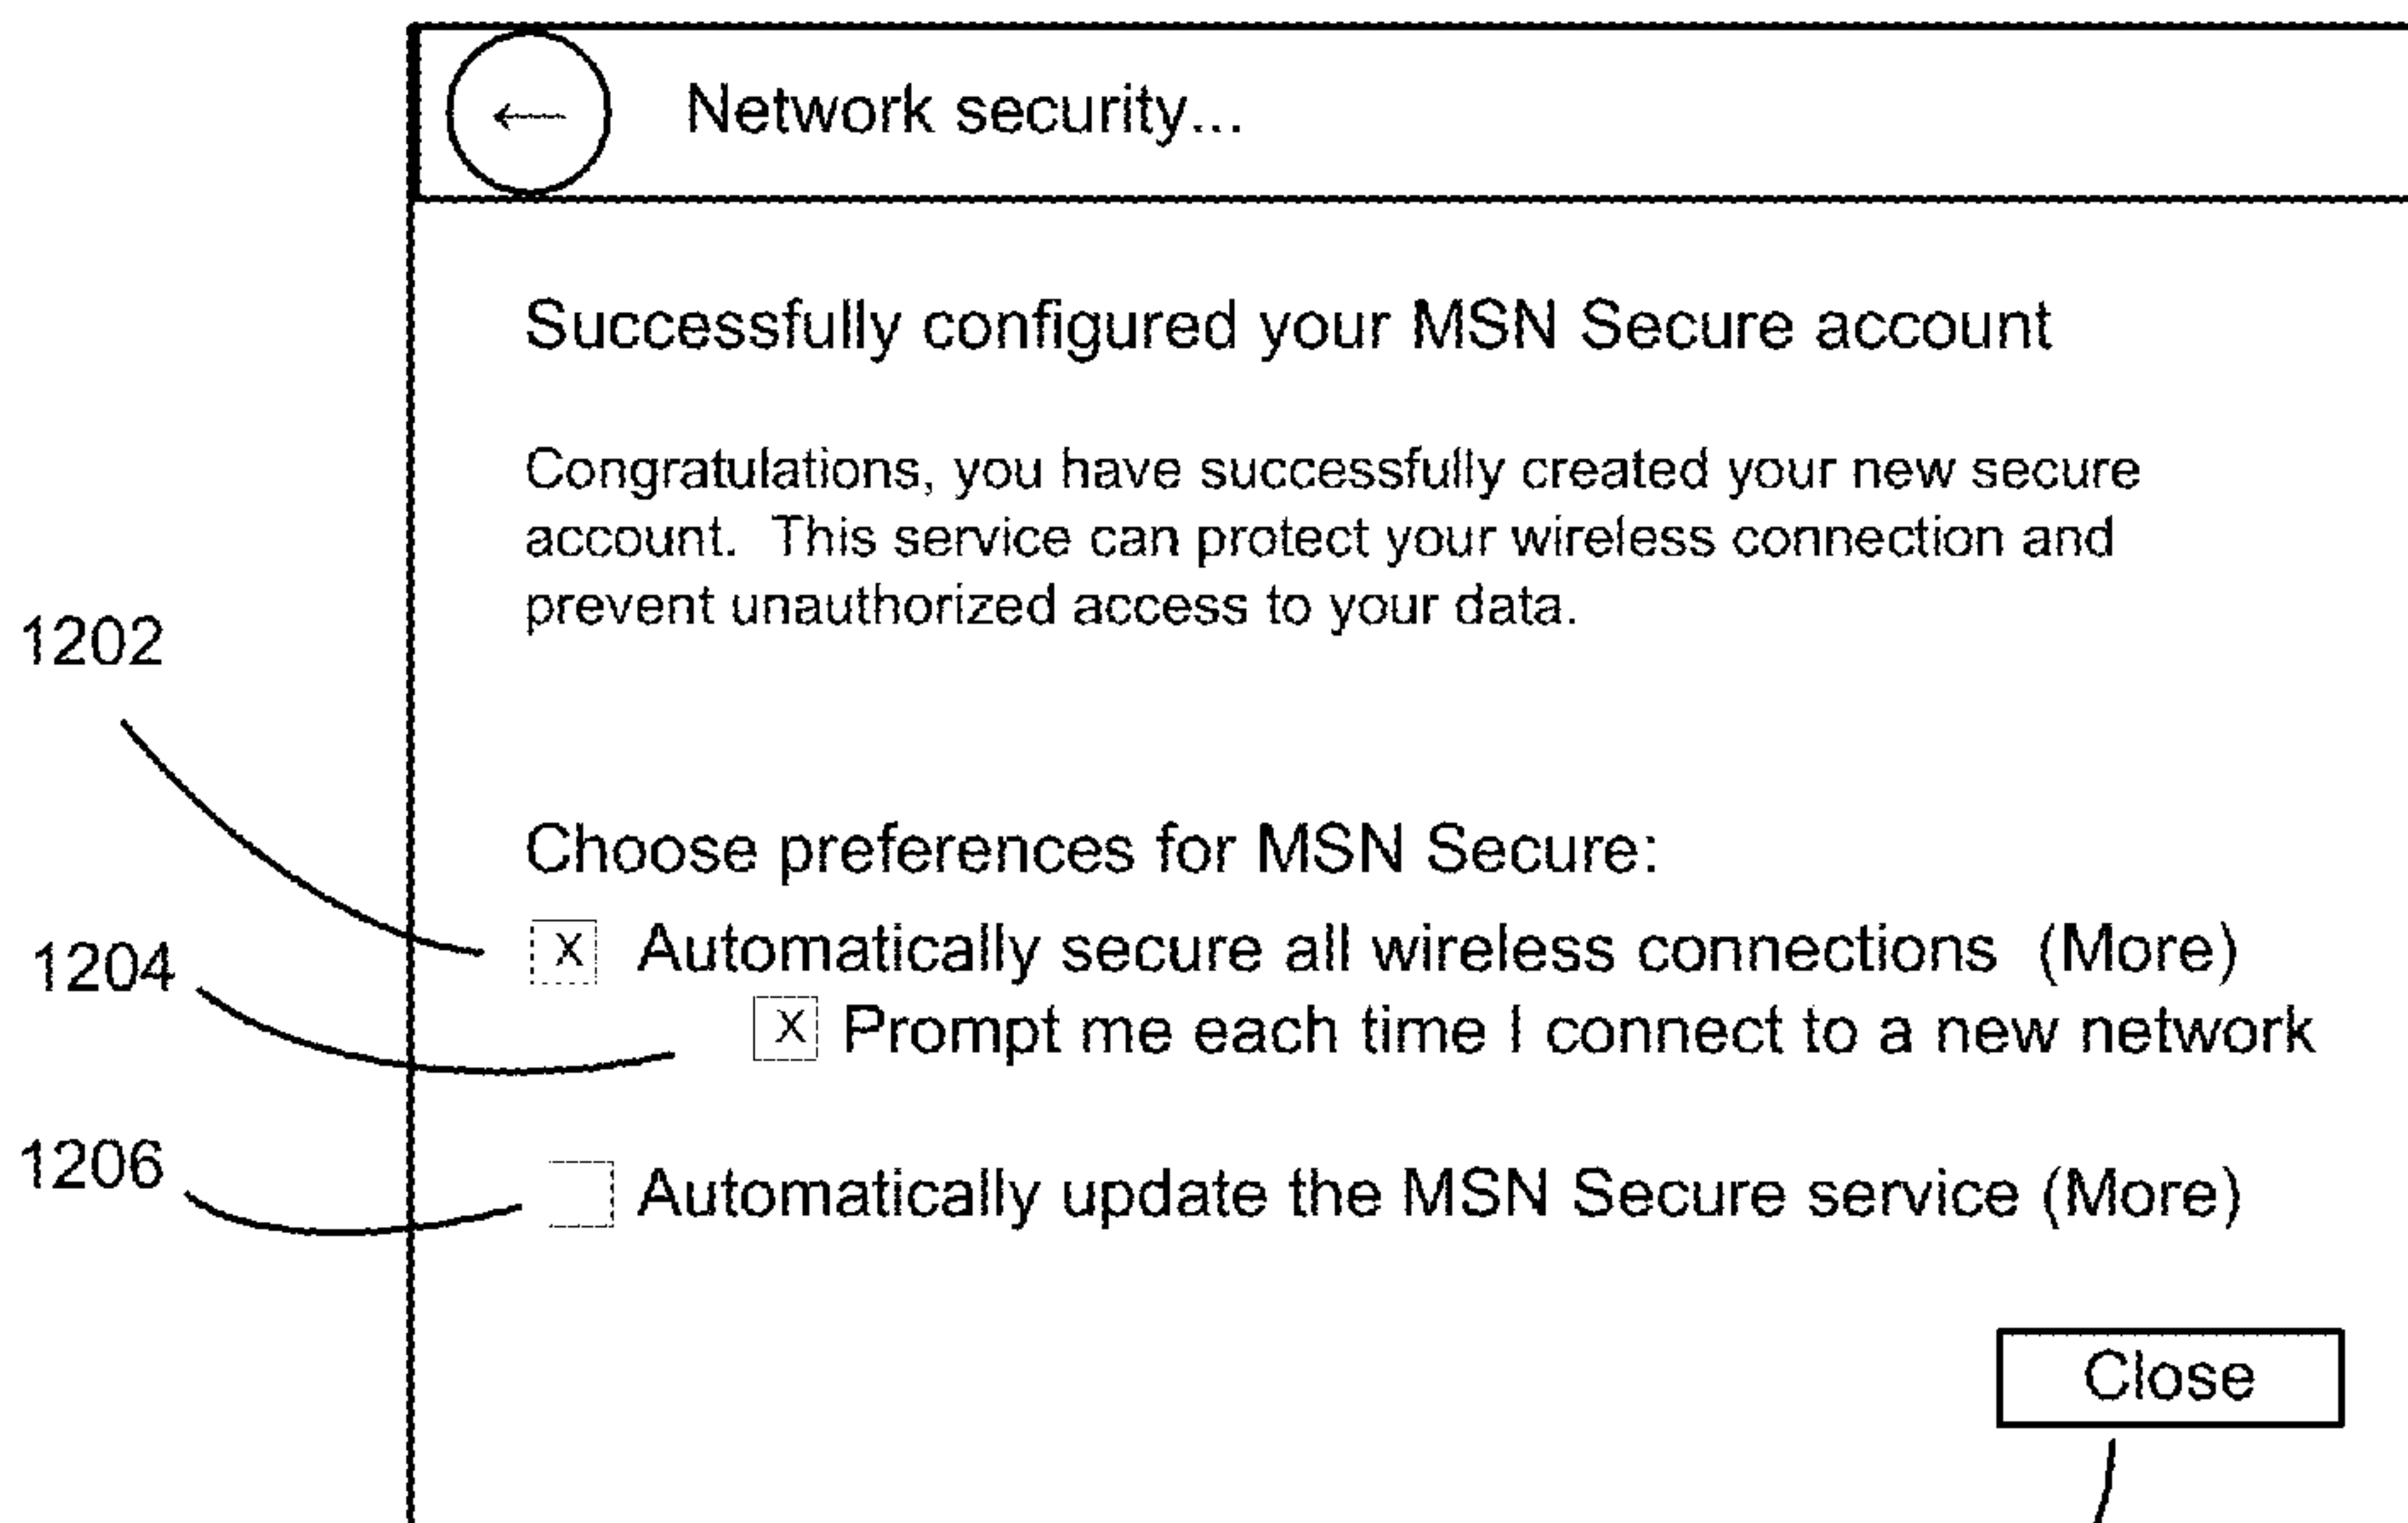 ← Network security...
Successfully configured your MSN Secure account
Congratulations, you have successfully created your new secure
account. This service can protect your wireless connection and
prevent unauthorized access to your data.
1202
Choose preferences for MSN Secure:
X Automatically secure all wireless connections (More)
1204
X Prompt me each time I connect to a new network
1206
Automatically update the MSN Secure service (More)
Close